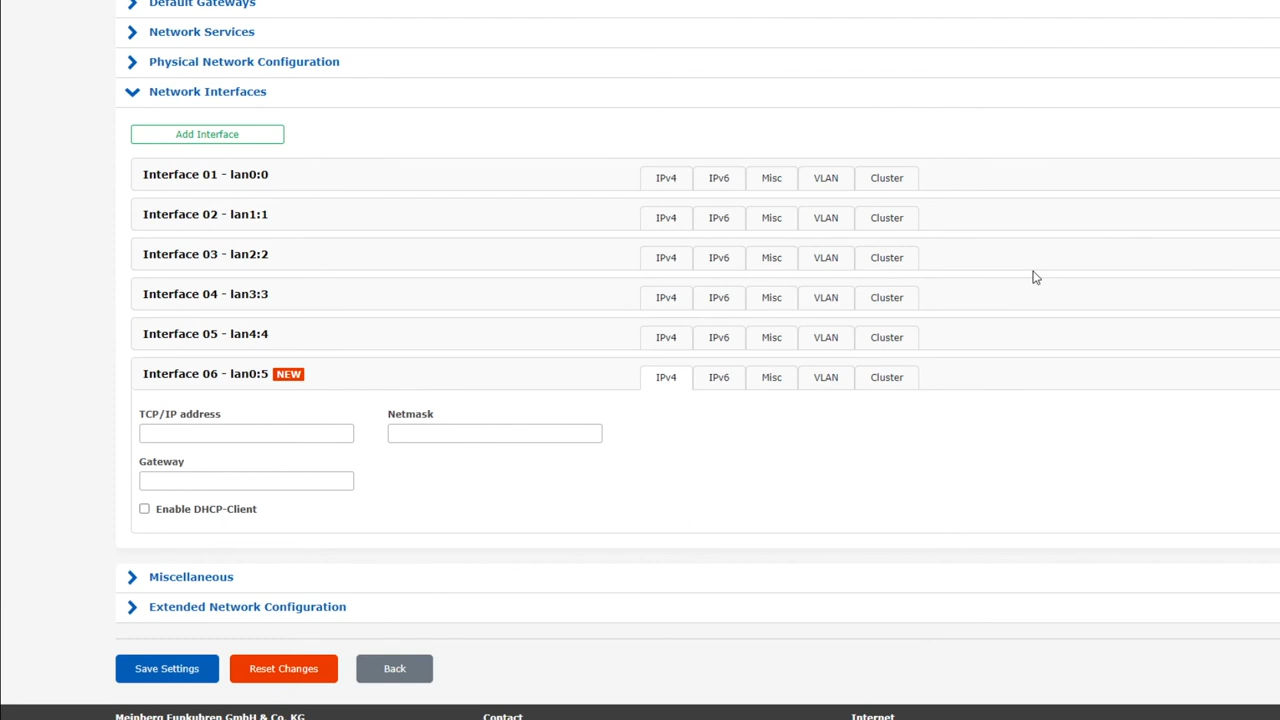 Default Gateways
Network Services
Physical Network Configuration
Network Interfaces
Add Interface
Interface 01 - lan0:0 IPv4 IPv6 Misc VLAN Cluster
Interface 02 - lan1:1 IPv4 IPv6 Misc VLAN Cluster
Interface 03 - lan2:2 IPv4 IPv6 Misc VLAN Cluster
Interface 04 - lan3:3 IPv4 IPv6 Misc VLAN Cluster
Interface 05 - lan4:4 IPv4 IPv6 Misc VLAN Cluster
Interface 06 - lan0:5 NEW IPv4 IPv6 Misc VLAN Cluster
TCP/IP address Netmask
Gateway
Enable DHCP-Client
Miscellaneous
Extended Network Configuration
Save Settings Reset Changes Back
Meinberg Funkuhren GmbH & Co. KG Contact Internet